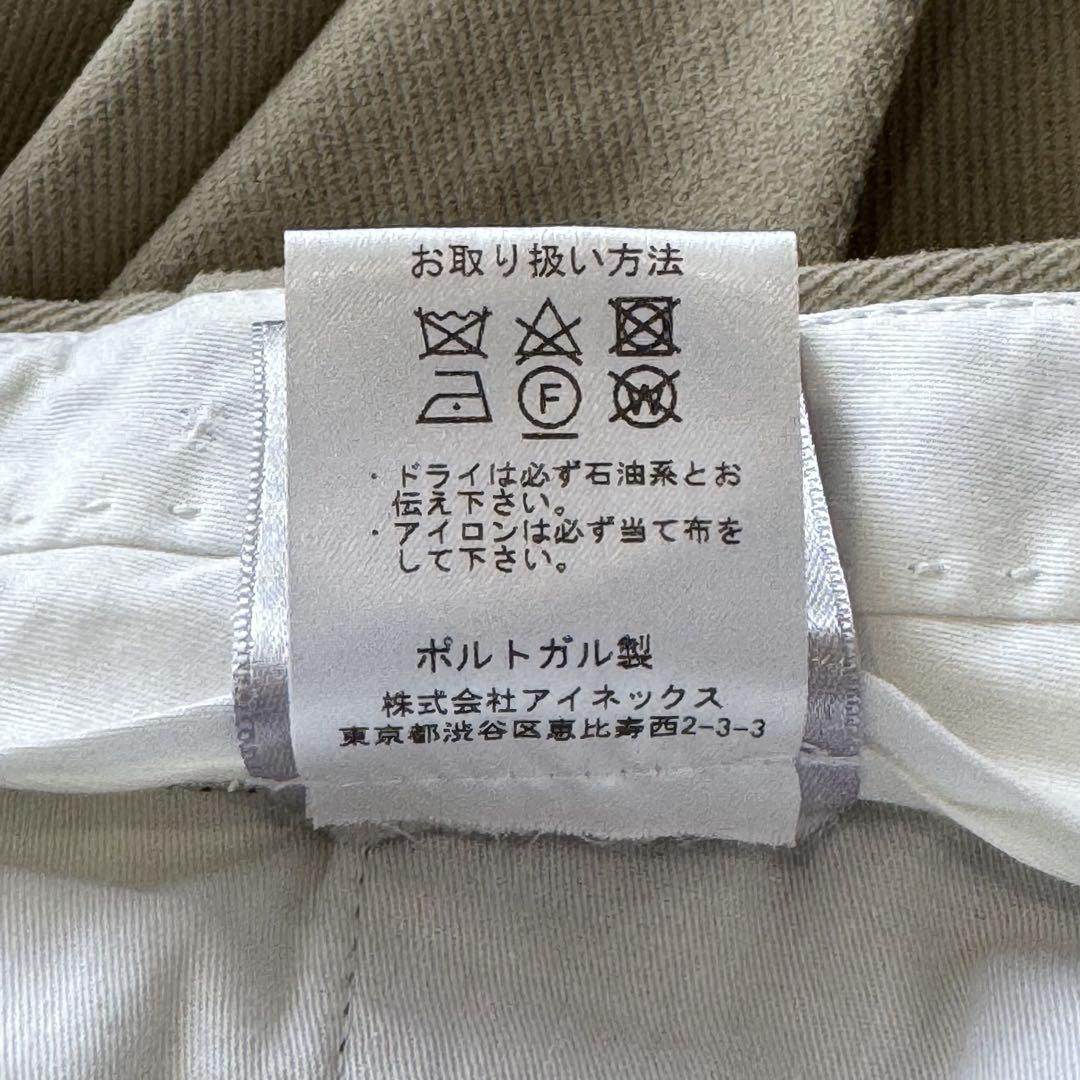 お取り扱い方法
F W
・ドライは必ず石油系とお
伝え下さい。
・アイロンは必ず当て布を
して下さい。
ポルトガル製
株式会社アイネックス
東京都渋谷区恵比寿西2-3-3